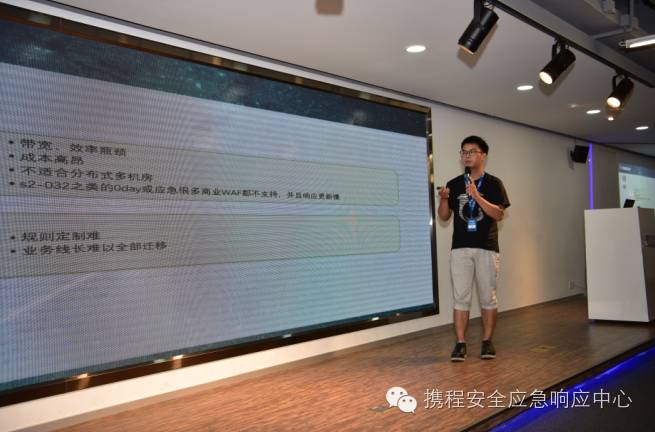 • 带宽、效率瓶颈
• 成本高昂
• 不适合分布式多机房
• s2-032之类的0day或应急很多商业WAF都不支持，并且响应更新慢
• 规则定制难
• 业务线长难以全部迁移
携程安全应急响应中心